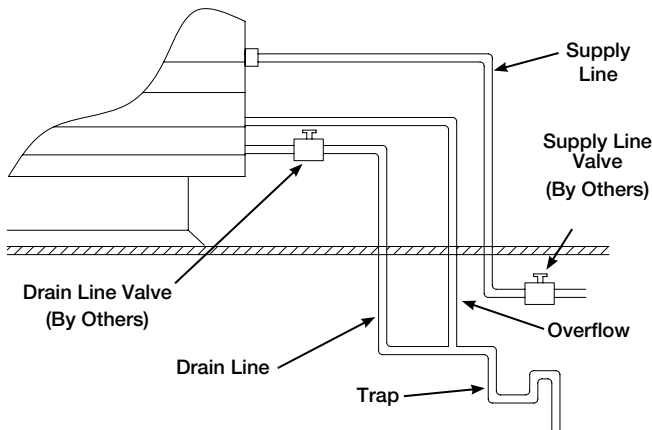 Supply
Line
Supply Line
Valve
(By Others)
Drain Line Valve
(By Others)
Overflow
Drain Line
Trap